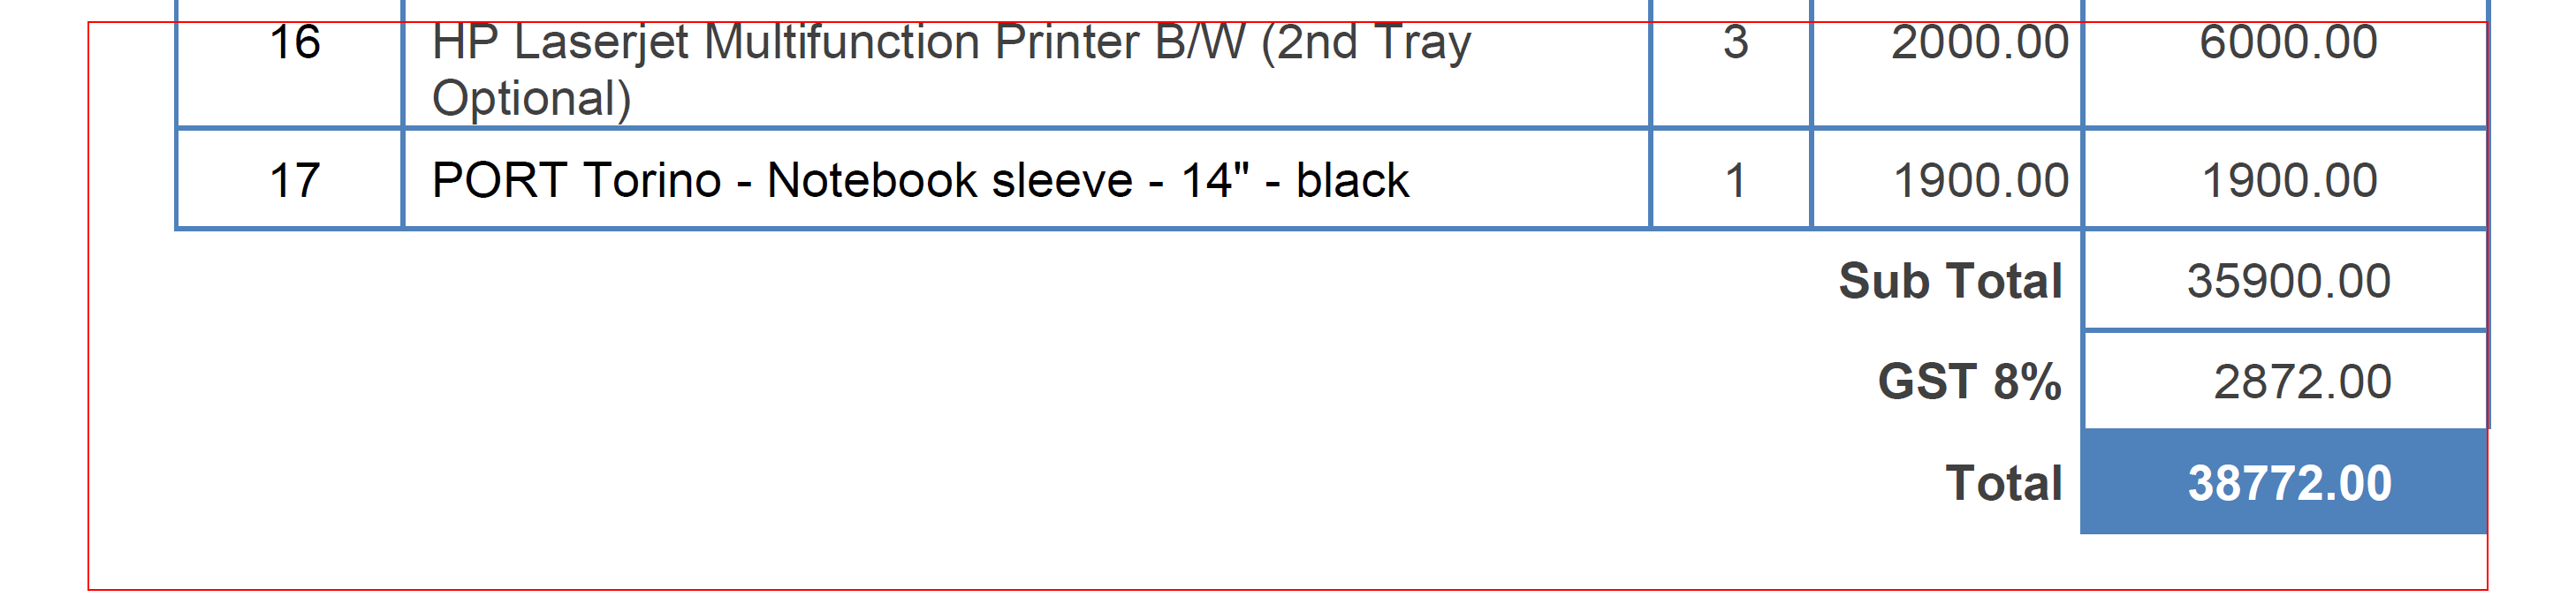 16 HP Laserjet Multifunction Printer B/W (2nd Tray 3 2000.00 6000.00
Optional)
17 PORT Torino - Notebook sleeve - 14" - black 1 1900.00 1900.00
Sub Total 35900.00
GST 8% 2872.00
Total 38772.00